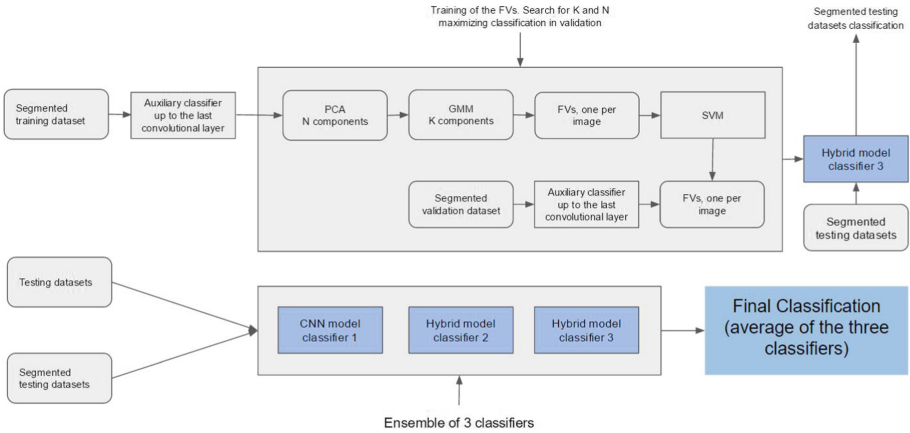 Training of the FVs. Search for K and N
maximizing classification in validation
Segmented testing
datasets classification
Segmented
training dataset
Auxiliary classifier
up to the last
convolutional layer
PCA
N components
GMM
K components
FVs, one per
image
SVM
Hybrid model
classifier 3
Segmented
validation dataset
Auxiliary classifier
up to the last
convolutional layer
FVs, one per
image
Segmented
testing datasets
Testing datasets
Segmented
testing datasets
CNN model
classifier 1
Hybrid model
classifier 2
Hybrid model
classifier 3
Final Classification
(average of the three
classifiers)
Ensemble of 3 classifiers